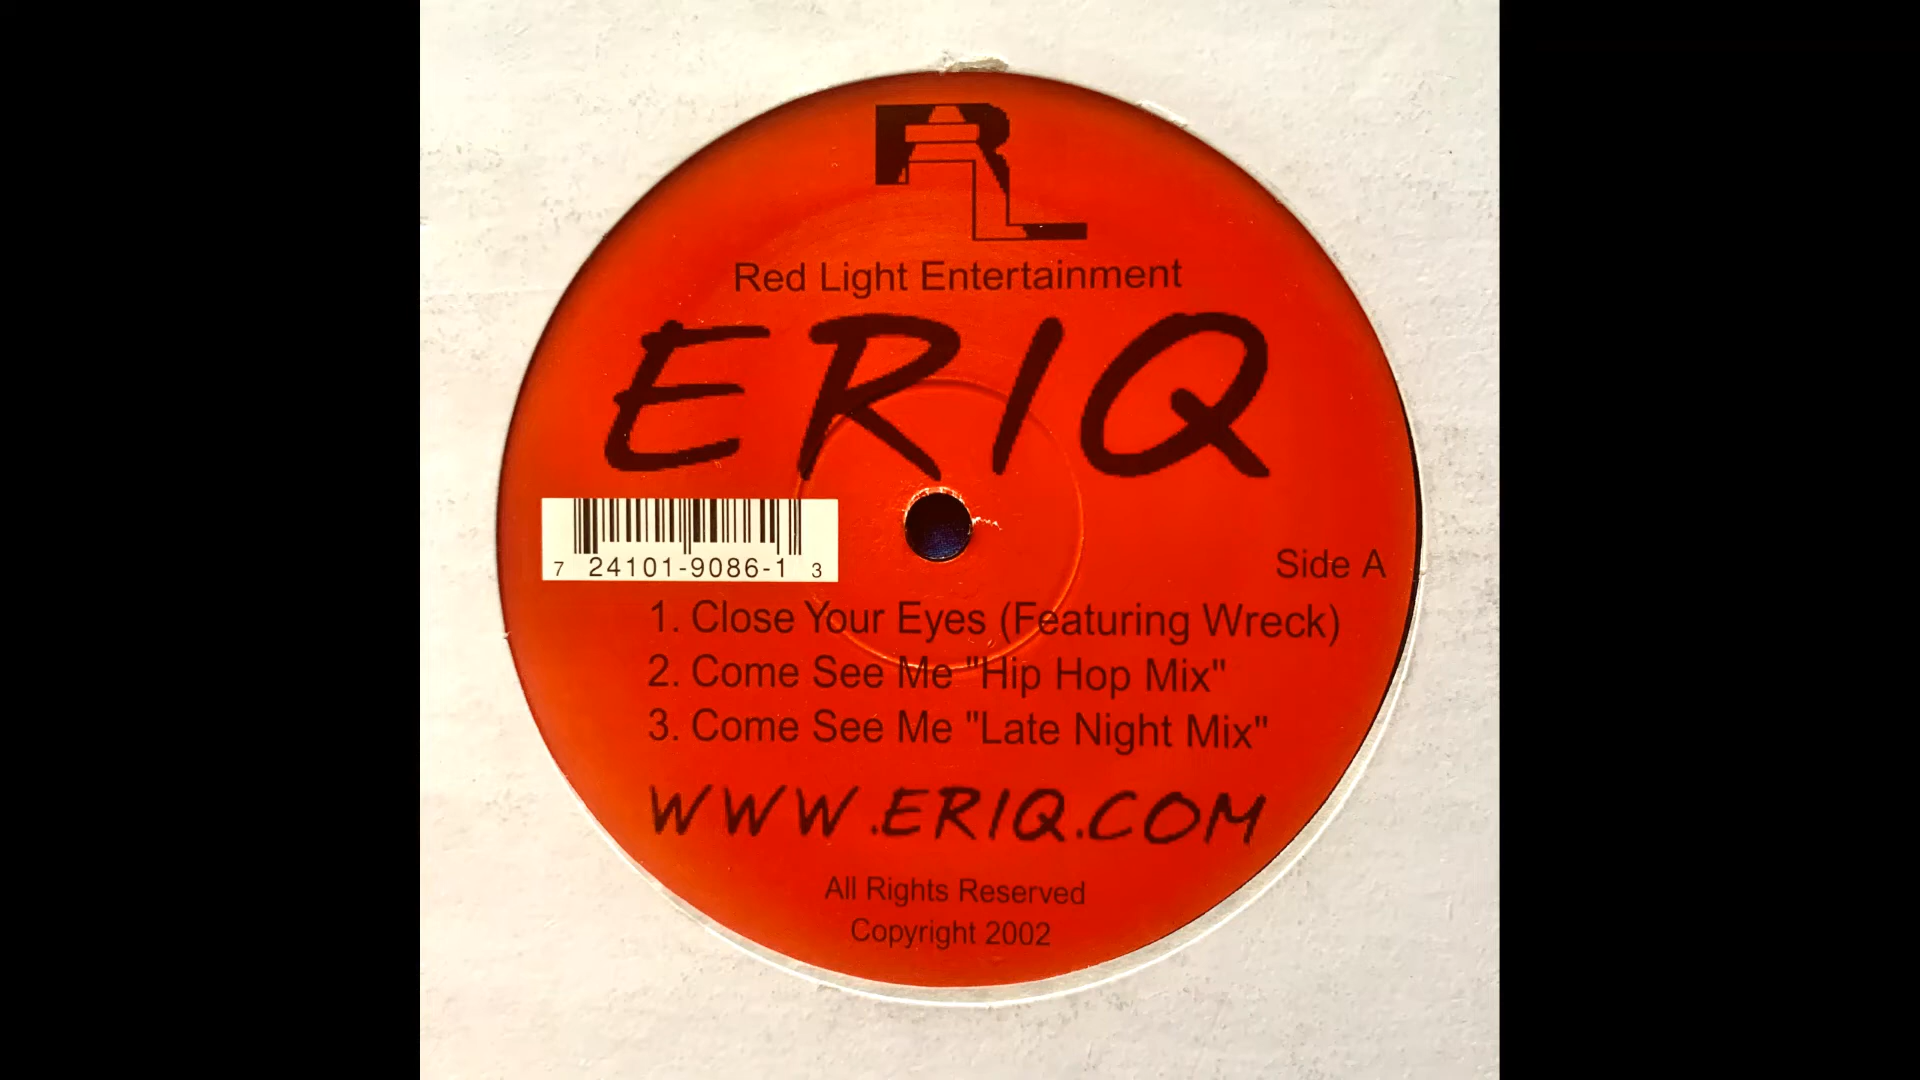 RL
Red Light Entertainment
ERIQ
7 24101-9086-1 3
Side A
1. Close Your Eyes (Featuring Wreck)
2. Come See Me "Hip Hop Mix"
3. Come See Me "Late Night Mix"
WWW.ERIQ.COM
All Rights Reserved
Copyright 2002